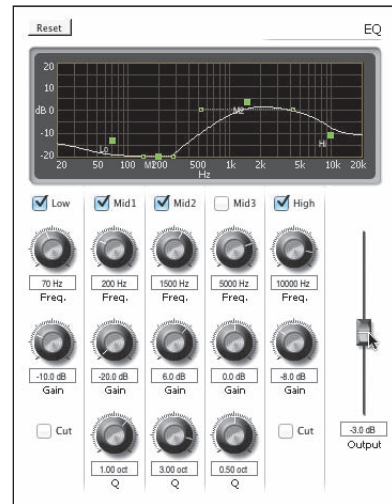 Reset EQ
20
10
dB 0
-10
-20
Lo M1 M2 Hi
20 50 100 200 500 1k 2k 5k 10k 20k
Hz
Low Mid1 Mid2 Mid3 High
70 Hz 200 Hz 1500 Hz 5000 Hz 10000 Hz
Freq. Freq. Freq. Freq. Freq.
-10.0 dB -20.0 dB 6.0 dB 0.0 dB -8.0 dB
Gain Gain Gain Gain Gain
Cut Cut -3.0 dB
Output
1.00 oct 3.00 oct 0.50 oct
Q Q Q